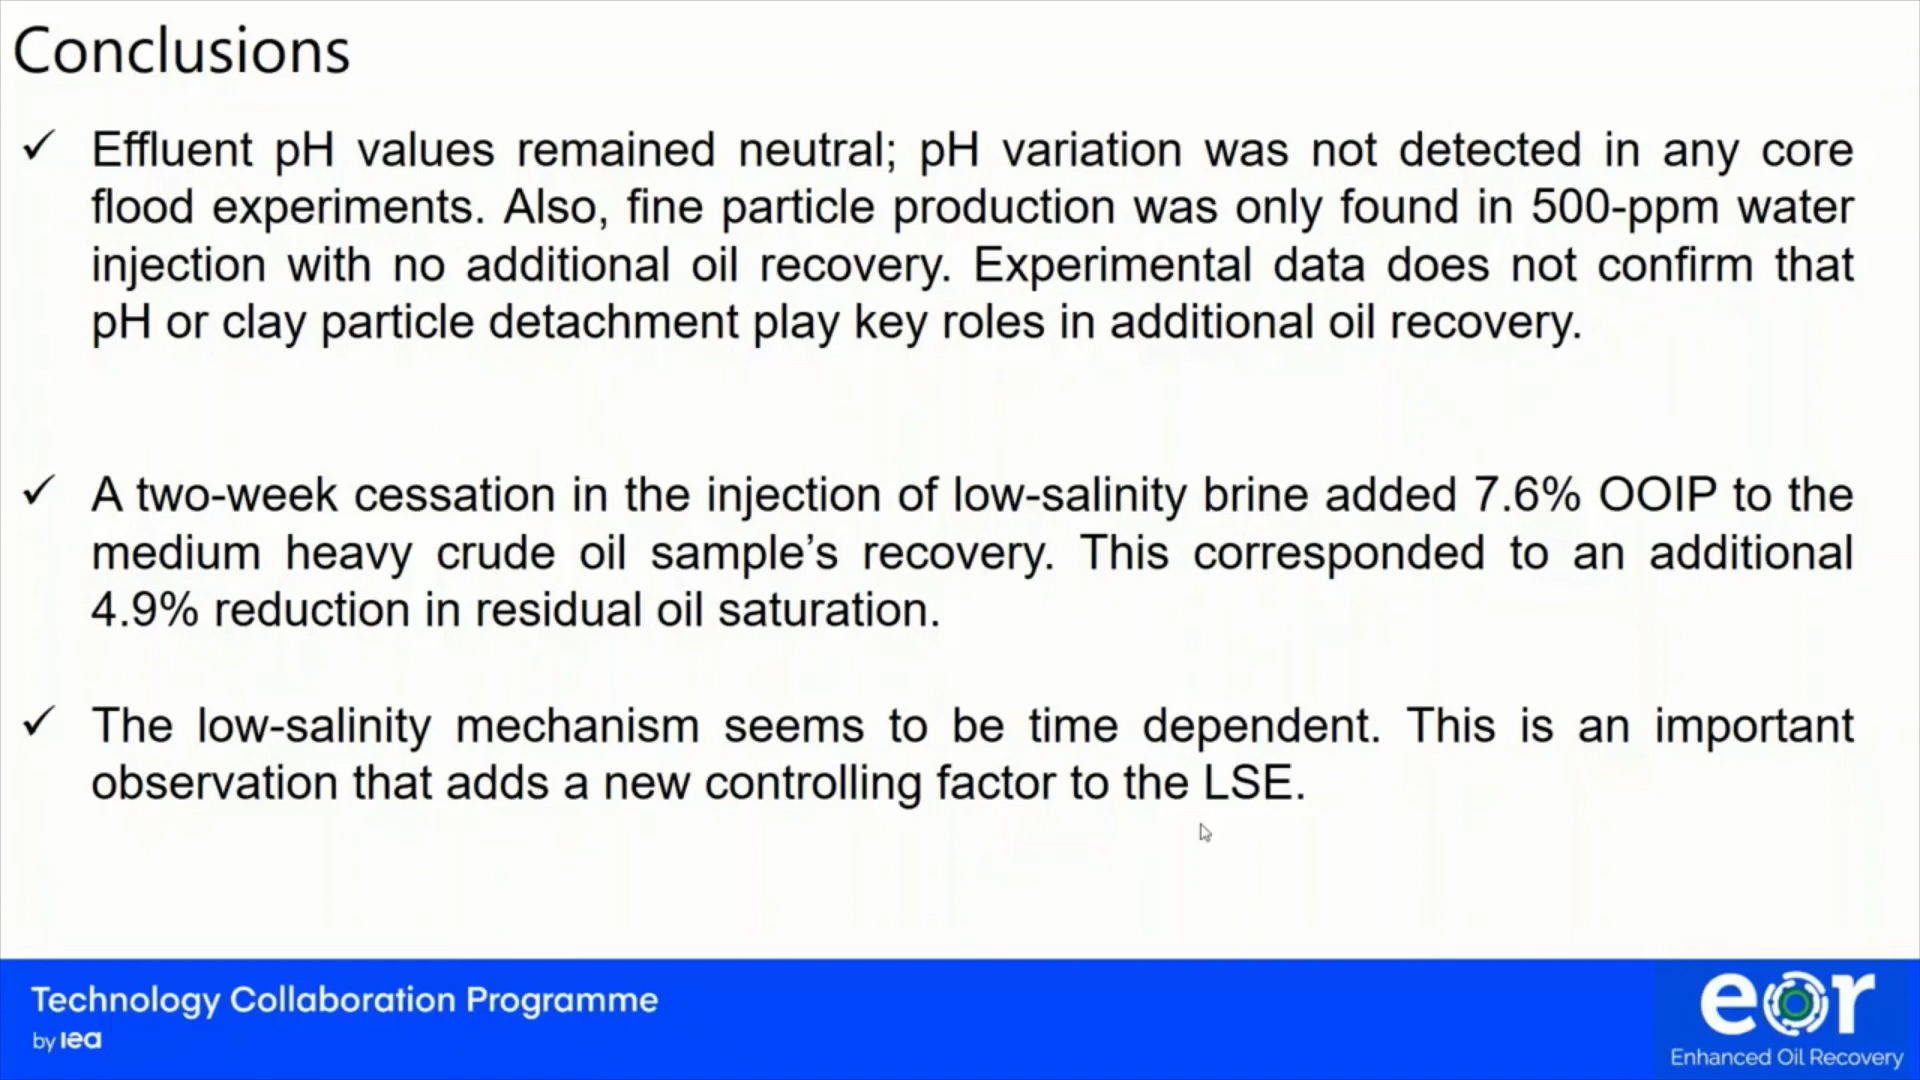 Conclusions
✓ Effluent pH values remained neutral; pH variation was not detected in any core
flood experiments. Also, fine particle production was only found in 500-ppm water
injection with no additional oil recovery. Experimental data does not confirm that
pH or clay particle detachment play key roles in additional oil recovery.
✓ A two-week cessation in the injection of low-salinity brine added 7.6% OOIP to the
medium heavy crude oil sample’s recovery. This corresponded to an additional
4.9% reduction in residual oil saturation.
✓ The low-salinity mechanism seems to be time dependent. This is an important
observation that adds a new controlling factor to the LSE.
Technology Collaboration Programme
by iea
eor
Enhanced Oil Recovery